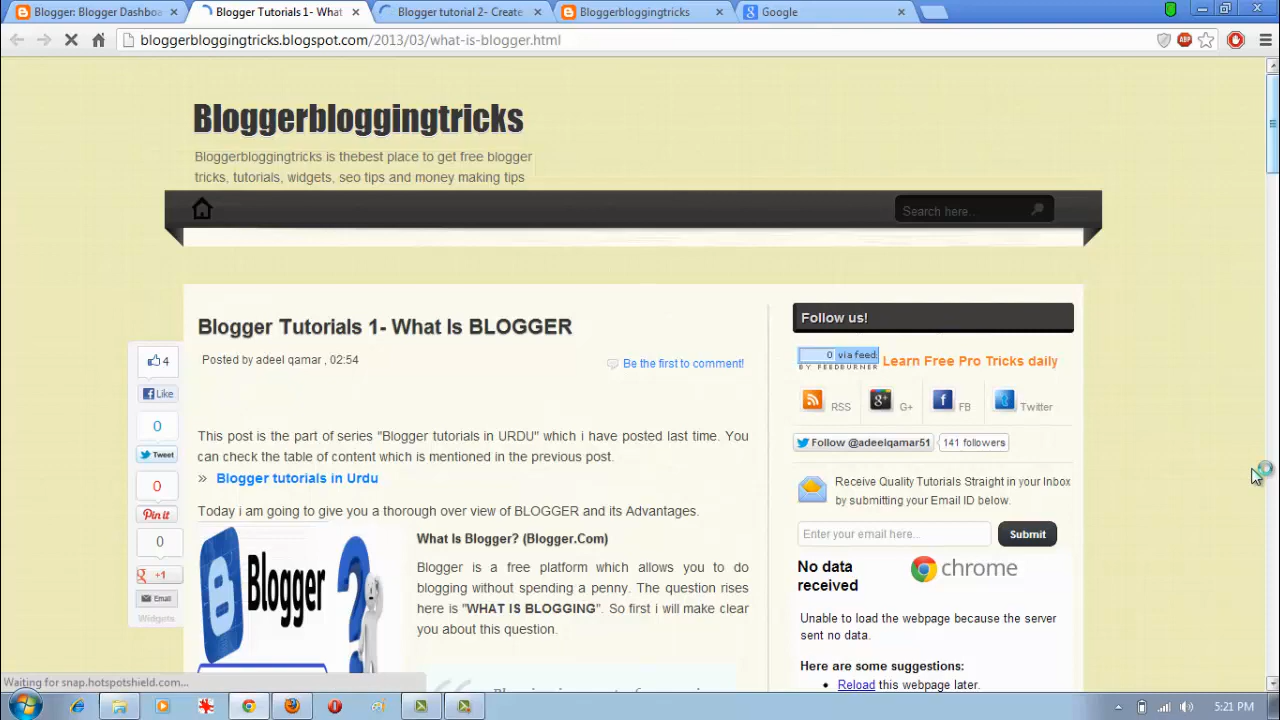 Blogger: Blogger Dashbo
Blogger Tutorials 1- What
Blogger tutorial 2- Create
Bloggerbloggingtricks
Google
bloggerbloggingtricks.blogspot.com/2013/03/what-is-blogger.html
ABP
Bloggerbloggingtricks
Bloggerbloggingtricks is thebest place to get free blogger
tricks, tutorials, widgets, seo tips and money making tips
Search here..
Blogger Tutorials 1- What Is BLOGGER
Posted by adeel qamar , 02:54
Be the first to comment!
This post is the part of series "Blogger tutorials in URDU" which i have posted last time. You
can check the table of content which is mentioned in the previous post.
» Blogger tutorials in Urdu
Today i am going to give you a thorough over view of BLOGGER and its Advantages.
Blogger
What Is Blogger? (Blogger.Com)
Blogger is a free platform which allows you to do
blogging without spending a penny. The question rises
here is "WHAT IS BLOGGING". So first i will make clear
you about this question.
4
Like
0
Tweet
0
Pin it
0
+1
Email
Widgets
Follow us!
0 via feed
BY FEEDBURNER
Learn Free Pro Tricks daily
RSS
G+
FB
Twitter
Follow @adeelqamar51
141 followers
Receive Quality Tutorials Straight in your Inbox
by submitting your Email ID below.
Enter your email here..
Submit
No data
received
chrome
Unable to load the webpage because the server
sent no data.
Here are some suggestions:
• Reload this webpage later.
Waiting for snap.hotspotshield.com...
5:21 PM